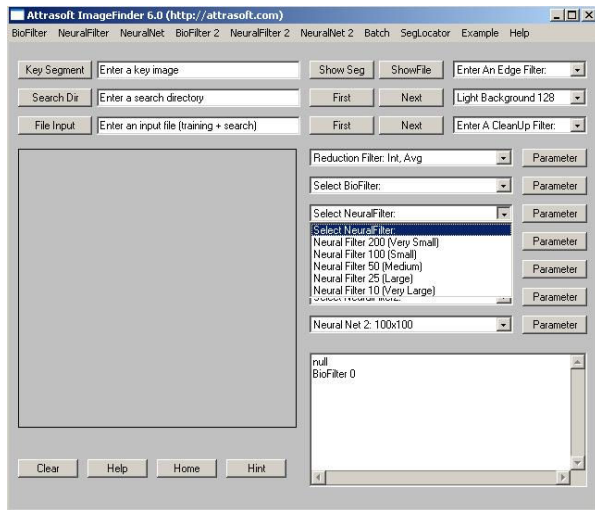 Attrasoft ImageFinder 6.0 (http://attrasoft.com)
BioFilter NeuralFilter NeuralNet BioFilter 2 NeuralFilter 2 NeuralNet 2 Batch SegLocator Example Help
Key Segment Enter a key image Show Seg ShowFile Enter An Edge Filter:
Search Dir Enter a search directory First Next Light Background 128
File Input Enter an input file (training + search) First Next Enter A CleanUp Filter:
Reduction Filter: Int, Avg Parameter
Select BioFilter: Parameter
Select NeuralFilter: Parameter
Select NeuralFilter:
Neural Filter 200 (Very Small) Parameter
Neural Filter 100 (Small)
Neural Filter 50 (Medium) Parameter
Neural Filter 25 (Large)
Neural Filter 10 (Very Large) Parameter
Neural Net 2: 100x100 Parameter
null
BioFilter 0
Clear Help Home Hint